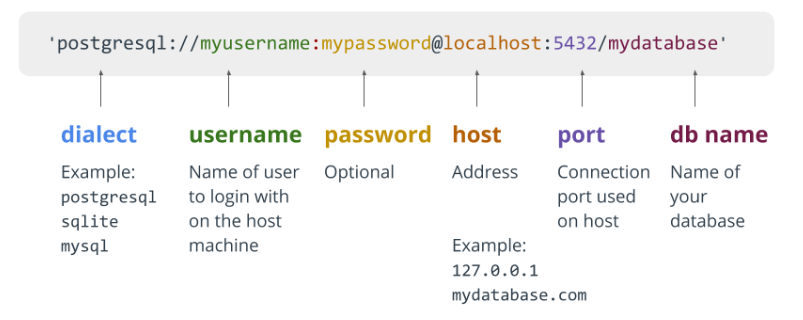 'postgresql://myusername:mypassword@localhost:5432/mydatabase'
dialect
Example:
postgresql
sqlite
mysql
username
Name of user
to login with
on the host
machine
password
Optional
host
Address
Example:
127.0.0.1
mydatabase.com
port
Connection
port used
on host
db name
Name of
your
database